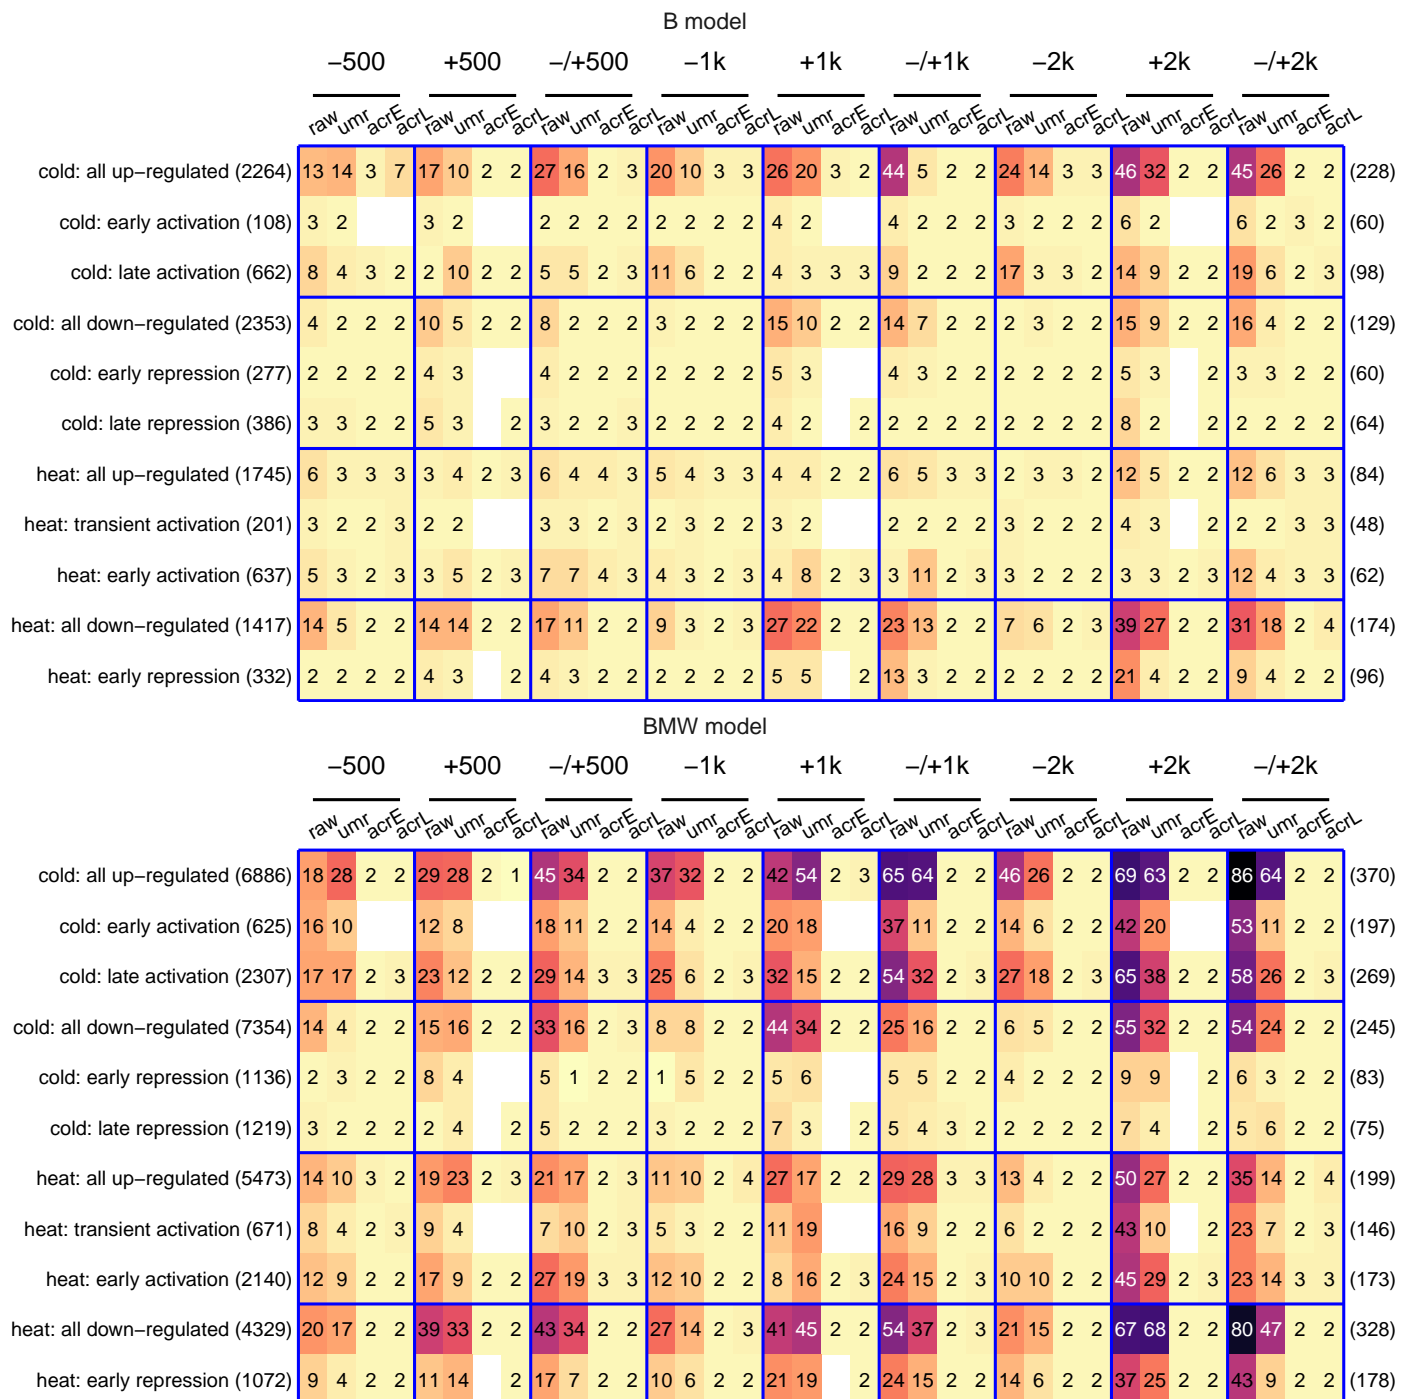 B model
−500 +500 −/+500 −1k +1k −/+1k −2k +2k −/+2k
raw umr acrE acrL raw umr acrE acrL raw umr acrE acrL raw umr acrE acrL raw umr acrE acrL raw umr acrE acrL raw umr acrE acrL raw umr acrE acrL raw umr acrE acrL
cold: all up−regulated (2264) 13 14 3 7 17 10 2 2 27 16 2 3 20 10 3 3 26 20 3 2 44 5 2 2 24 14 3 3 46 32 2 2 45 26 2 2 (228)
cold: early activation (108) 3 2 3 2 2 2 2 2 2 2 2 2 4 2 4 2 2 2 3 2 2 2 6 2 6 2 3 2 (60)
cold: late activation (662) 8 4 3 2 2 10 2 2 5 5 2 3 11 6 2 2 4 3 3 3 9 2 2 2 17 3 3 2 14 9 2 2 19 6 2 3 (98)
cold: all down−regulated (2353) 4 2 2 2 10 5 2 2 8 2 2 2 3 2 2 2 15 10 2 2 14 7 2 2 2 3 2 2 15 9 2 2 16 4 2 2 (129)
cold: early repression (277) 2 2 2 2 4 3 4 2 2 2 2 2 2 2 5 3 4 3 2 2 2 2 2 2 5 3 2 3 3 2 2 (60)
cold: late repression (386) 3 3 2 2 5 3 2 3 2 2 3 2 2 2 2 4 2 2 2 2 2 2 2 2 2 2 8 2 2 2 2 2 2 (64)
heat: all up−regulated (1745) 6 3 3 3 3 4 2 3 6 4 4 3 5 4 3 3 4 4 2 2 6 5 3 3 2 3 3 2 12 5 2 2 12 6 3 3 (84)
heat: transient activation (201) 3 2 2 3 2 2 3 3 2 3 2 3 2 2 3 2 2 2 2 2 3 2 2 2 4 3 2 2 2 3 3 (48)
heat: early activation (637) 5 3 2 3 3 5 2 3 7 7 4 3 4 3 2 3 4 8 2 3 3 11 2 3 3 2 2 2 3 3 2 3 12 4 3 3 (62)
heat: all down−regulated (1417) 14 5 2 2 14 14 2 2 17 11 2 2 9 3 2 3 27 22 2 2 23 13 2 2 7 6 2 3 39 27 2 2 31 18 2 4 (174)
heat: early repression (332) 2 2 2 2 4 3 2 4 3 2 2 2 2 2 2 5 5 2 13 3 2 2 2 2 2 2 21 4 2 2 9 4 2 2 (96)
BMW model
−500 +500 −/+500 −1k +1k −/+1k −2k +2k −/+2k
raw umr acrE acrL raw umr acrE acrL raw umr acrE acrL raw umr acrE acrL raw umr acrE acrL raw umr acrE acrL raw umr acrE acrL raw umr acrE acrL raw umr acrE acrL
cold: all up−regulated (6886) 18 28 2 2 29 28 2 1 45 34 2 2 37 32 2 2 42 54 2 3 65 64 2 2 46 26 2 2 69 63 2 2 86 64 2 2 (370)
cold: early activation (625) 16 10 12 8 18 11 2 2 14 4 2 2 20 18 37 11 2 2 14 6 2 2 42 20 53 11 2 2 (197)
cold: late activation (2307) 17 17 2 3 23 12 2 2 29 14 3 3 25 6 2 3 32 15 2 2 54 32 2 3 27 18 2 3 65 38 2 2 58 26 2 3 (269)
cold: all down−regulated (7354) 14 4 2 2 15 16 2 2 33 16 2 3 8 8 2 2 44 34 2 2 25 16 2 2 6 5 2 2 55 32 2 2 54 24 2 2 (245)
cold: early repression (1136) 2 3 2 2 8 4 5 1 2 2 1 5 2 2 5 6 5 5 2 2 4 2 2 2 9 9 2 6 3 2 2 (83)
cold: late repression (1219) 3 2 2 2 2 4 2 5 2 2 2 3 2 2 2 7 3 2 5 4 3 2 2 2 2 2 7 4 2 5 6 2 2 (75)
heat: all up−regulated (5473) 14 10 3 2 19 23 2 3 21 17 2 3 11 10 2 4 27 17 2 2 29 28 3 3 13 4 2 2 50 27 2 2 35 14 2 4 (199)
heat: transient activation (671) 8 4 2 3 9 4 7 10 2 3 5 3 2 2 11 19 16 9 2 2 6 2 2 2 43 10 2 23 7 2 3 (146)
heat: early activation (2140) 12 9 2 2 17 9 2 2 27 19 3 3 12 10 2 2 8 16 2 3 24 15 2 3 10 10 2 2 45 29 2 3 23 14 3 3 (173)
heat: all down−regulated (4329) 20 17 2 2 39 33 2 2 43 34 2 2 27 14 2 3 41 45 2 2 54 37 2 3 21 15 2 2 67 68 2 2 80 47 2 2 (328)
heat: early repression (1072) 9 4 2 2 11 14 2 17 7 2 2 10 6 2 2 21 19 2 24 15 2 2 14 6 2 2 37 25 2 2 43 9 2 2 (178)